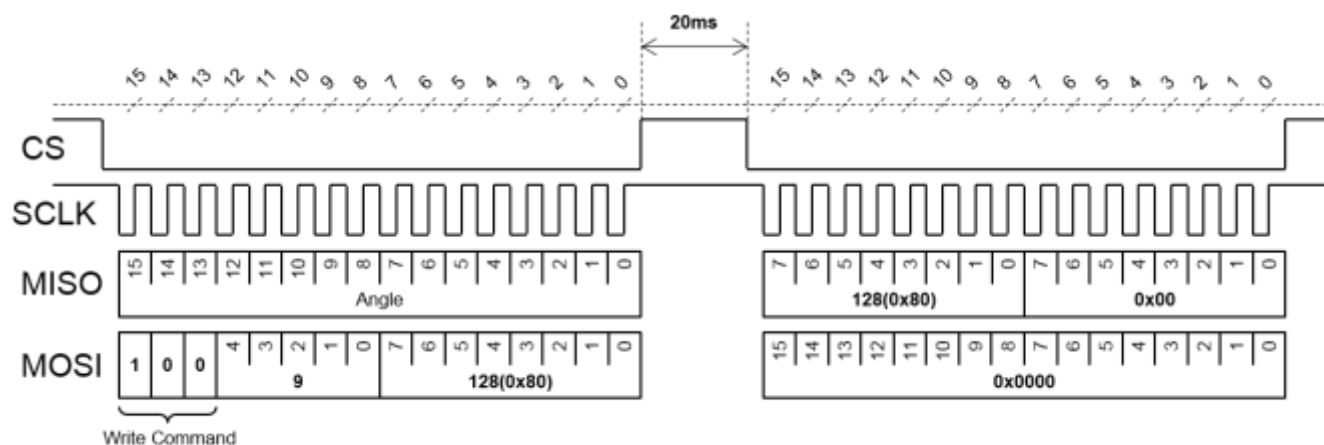 20ms
15 14 13 12 11 10 9 8 7 6 5 4 3 2 1 0 15 14 13 12 11 10 9 8 7 6 5 4 3 2 1 0
CS
SCLK
MISO 15 14 13 12 11 10 9 8 7 6 5 4 3 2 1 0 7 6 5 4 3 2 1 0 7 6 5 4 3 2 1 0
Angle 128(0x80) 0x00
MOSI 1 0 0 4 3 2 1 0 7 6 5 4 3 2 1 0 15 14 13 12 11 10 9 8 7 6 5 4 3 2 1 0
9 128(0x80) 0x0000
Write Command